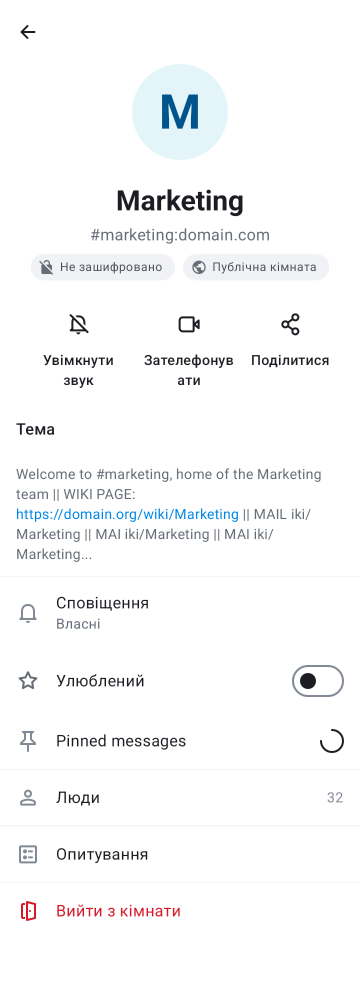 M
Marketing
#marketing:domain.com
Не зашифровано
Публічна кімната
Увімкнути
звук
Зателефонув
ати
Поділитися
Тема
Welcome to #marketing, home of the Marketing
team || WIKI PAGE:
https://domain.org/wiki/Marketing || MAIL iki/
Marketing || MAI iki/Marketing || MAI iki/
Marketing...
Сповіщення
Власні
Улюблений
Pinned messages
Люди
32
Опитування
Вийти з кімнати